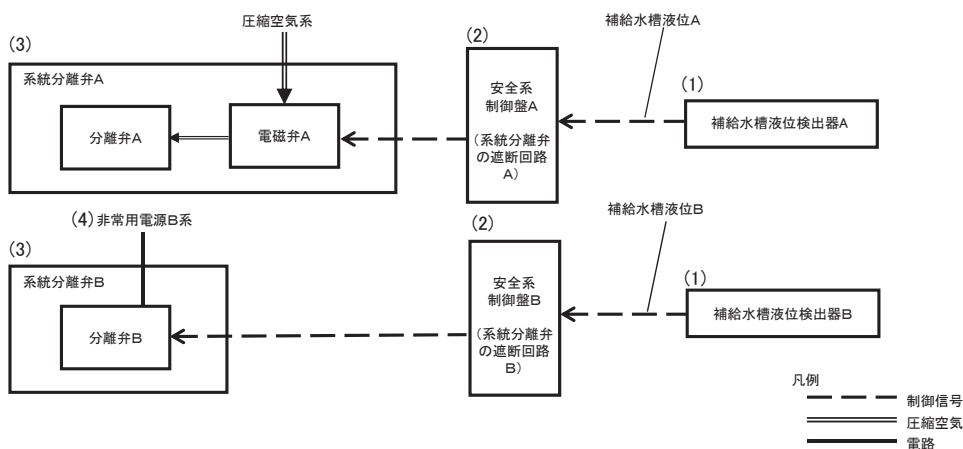 圧縮空気系
補給水槽液位A
(3)
(2)
系統分離弁A
(1)
安全系
制御盤A
分離弁A
電磁弁A
補給水槽液位検出器A
(系統分離弁
の遮断回路
A)
(4)非常用電源B系
補給水槽液位B
(3)
(2)
系統分離弁B
(1)
安全系
制御盤B
分離弁B
補給水槽液位検出器B
(系統分離弁
の遮断回路
B)
凡例
制御信号
圧縮空気
電路